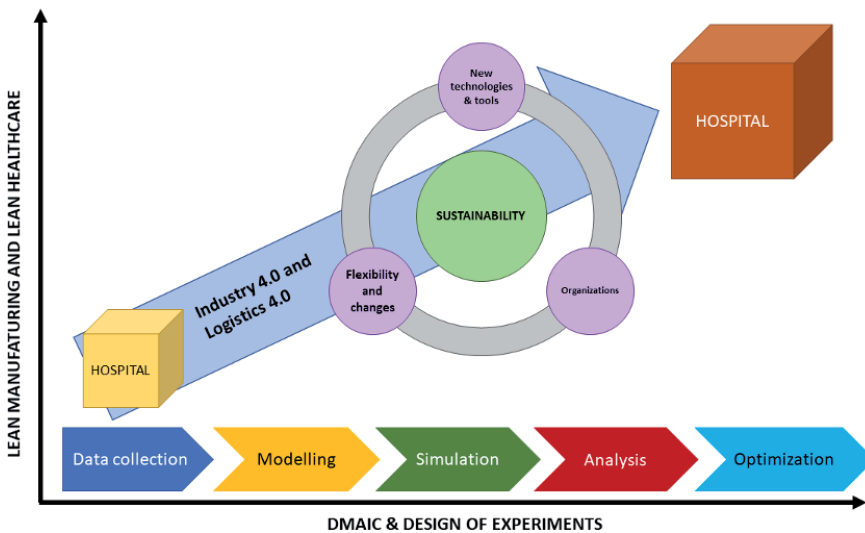 LEAN MANUFATURING AND LEAN HEALTHCARE
New
technologies
& tools
HOSPITAL
SUSTAINABILITY
Flexibility
and
changes
Organizations
Industry 4.0 and
Logistics 4.0
HOSPITAL
Data collection
Modelling
Simulation
Analysis
Optimization
DMAIC & DESIGN OF EXPERIMENTS